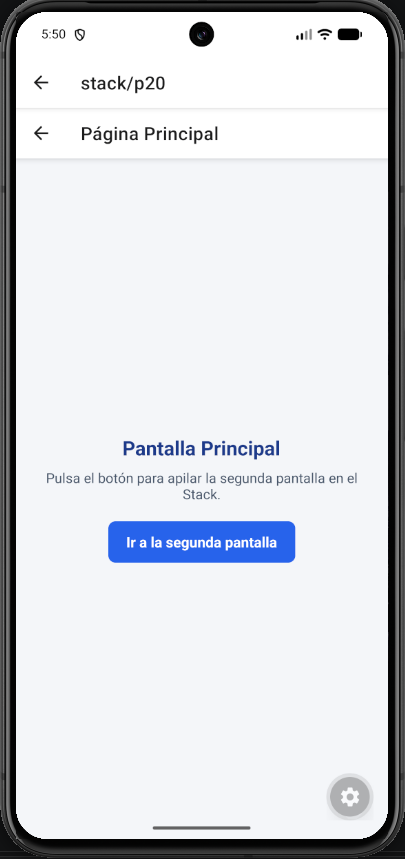 5:50
stack/p20
Página Principal
Pantalla Principal
Pulsa el botón para apilar la segunda pantalla en el
Stack.
Ir a la segunda pantalla